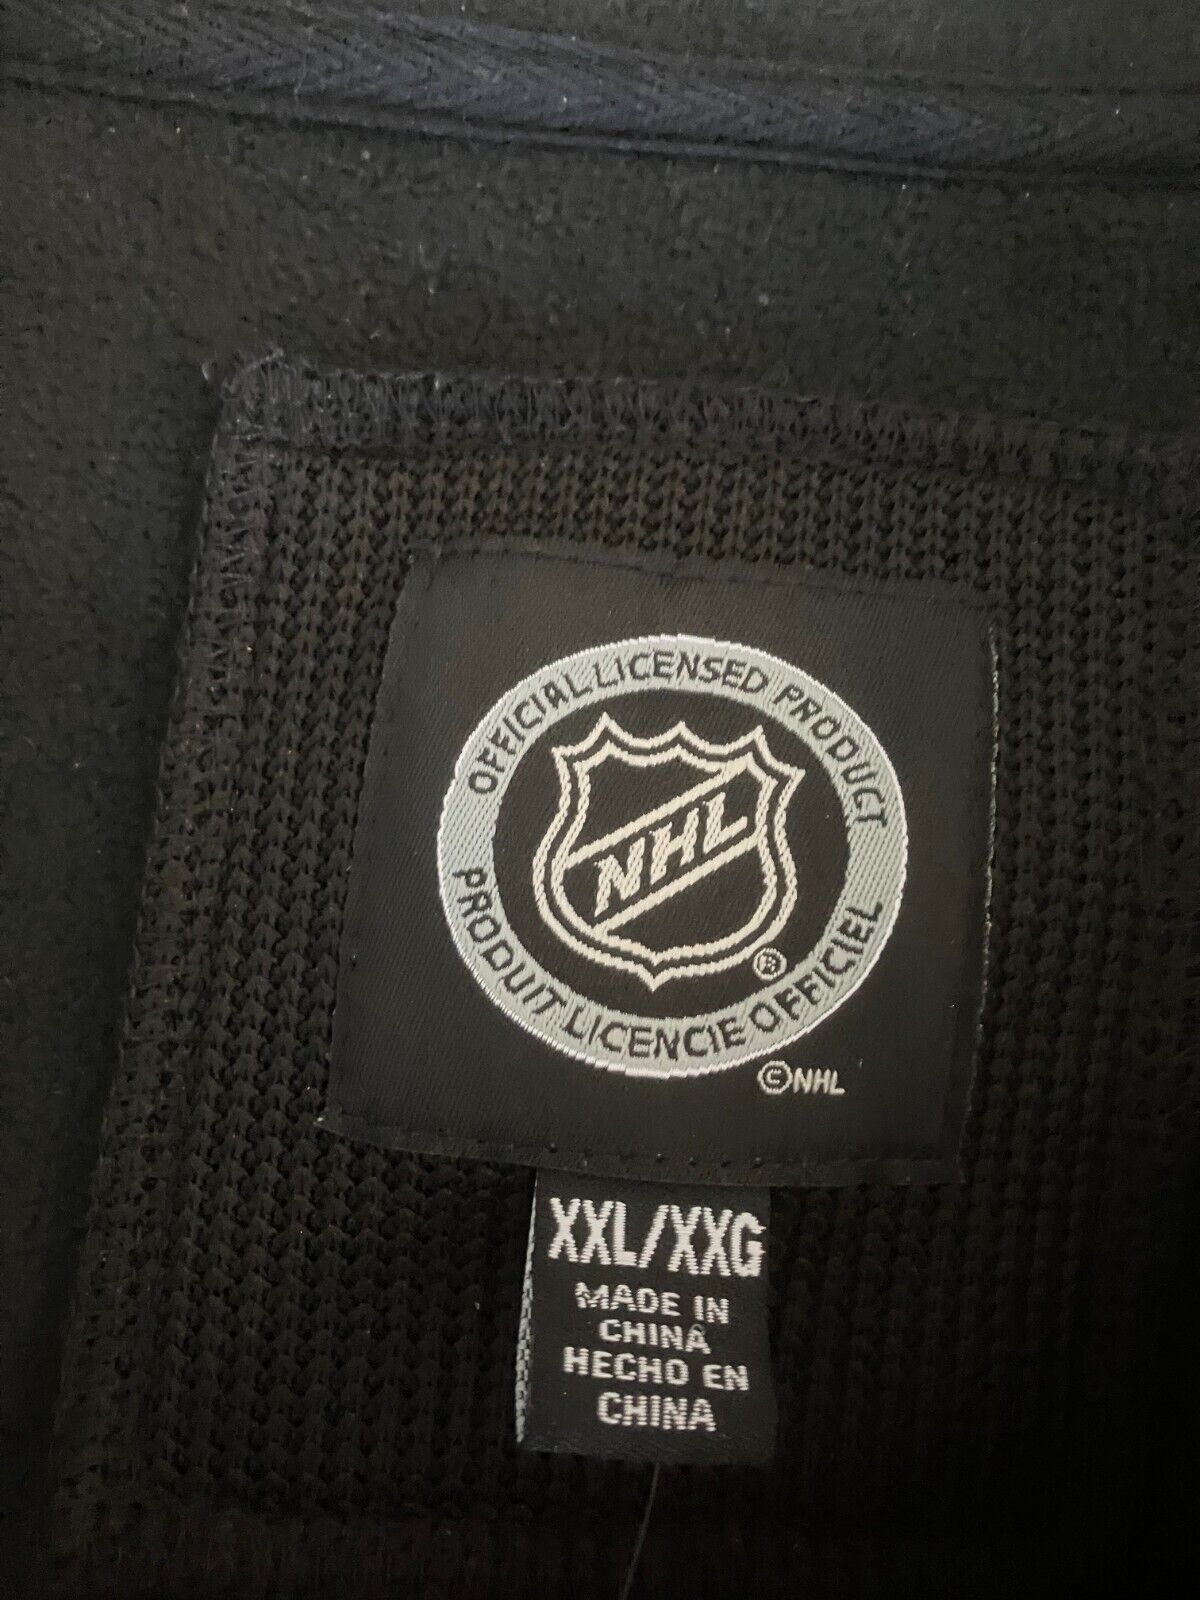 OFFICIAL LICENSED PRODUCT
NHL
®
PRODUIT LICENCIE OFFICIEL
©NHL
XXL/XXG
MADE IN
CHINA
HECHO EN
CHINA